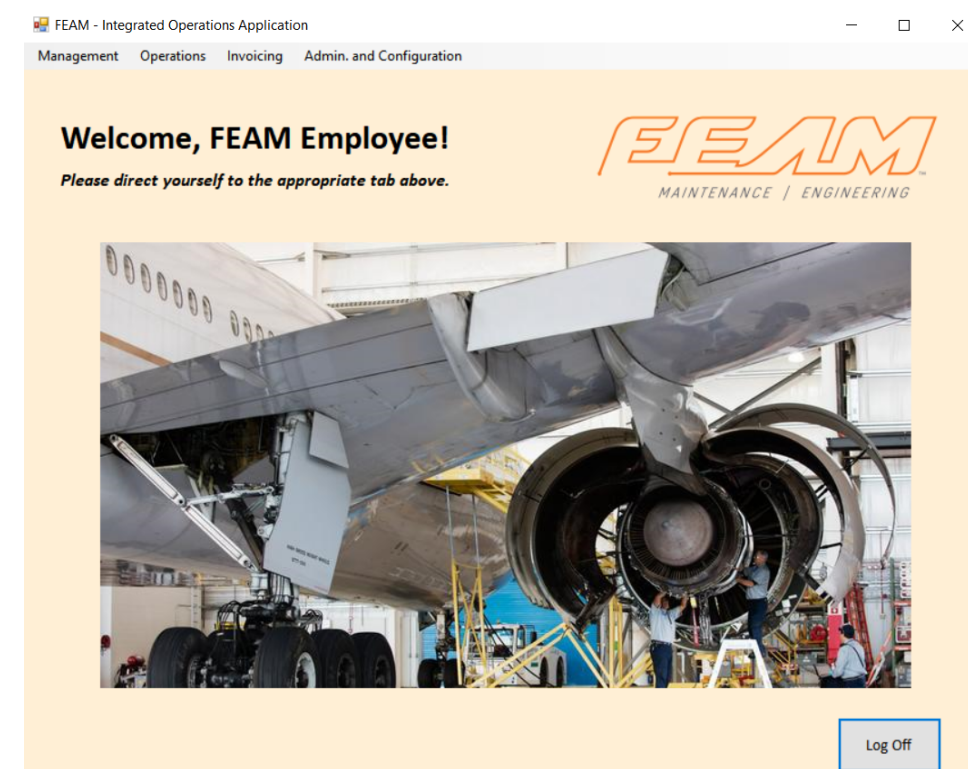 FEAM - Integrated Operations Application
Management Operations Invoicing Admin. and Configuration
Welcome, FEAM Employee!
Please direct yourself to the appropriate tab above.
FEAM™
MAINTENANCE / ENGINEERING
Log Off